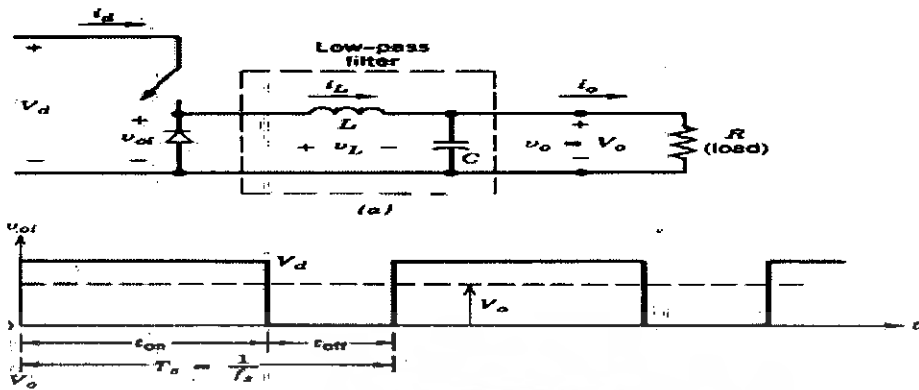 i_d
Low-pass
filter
+
i_L
i_o
V_d
+
L
+
R
(load)
v_oi
+ v_L −
C
v_o = V_o
−
−
−
(a)
v_oi
V_d
V_o
t
t_on
t_off
T_s = 1/f_s
V_o